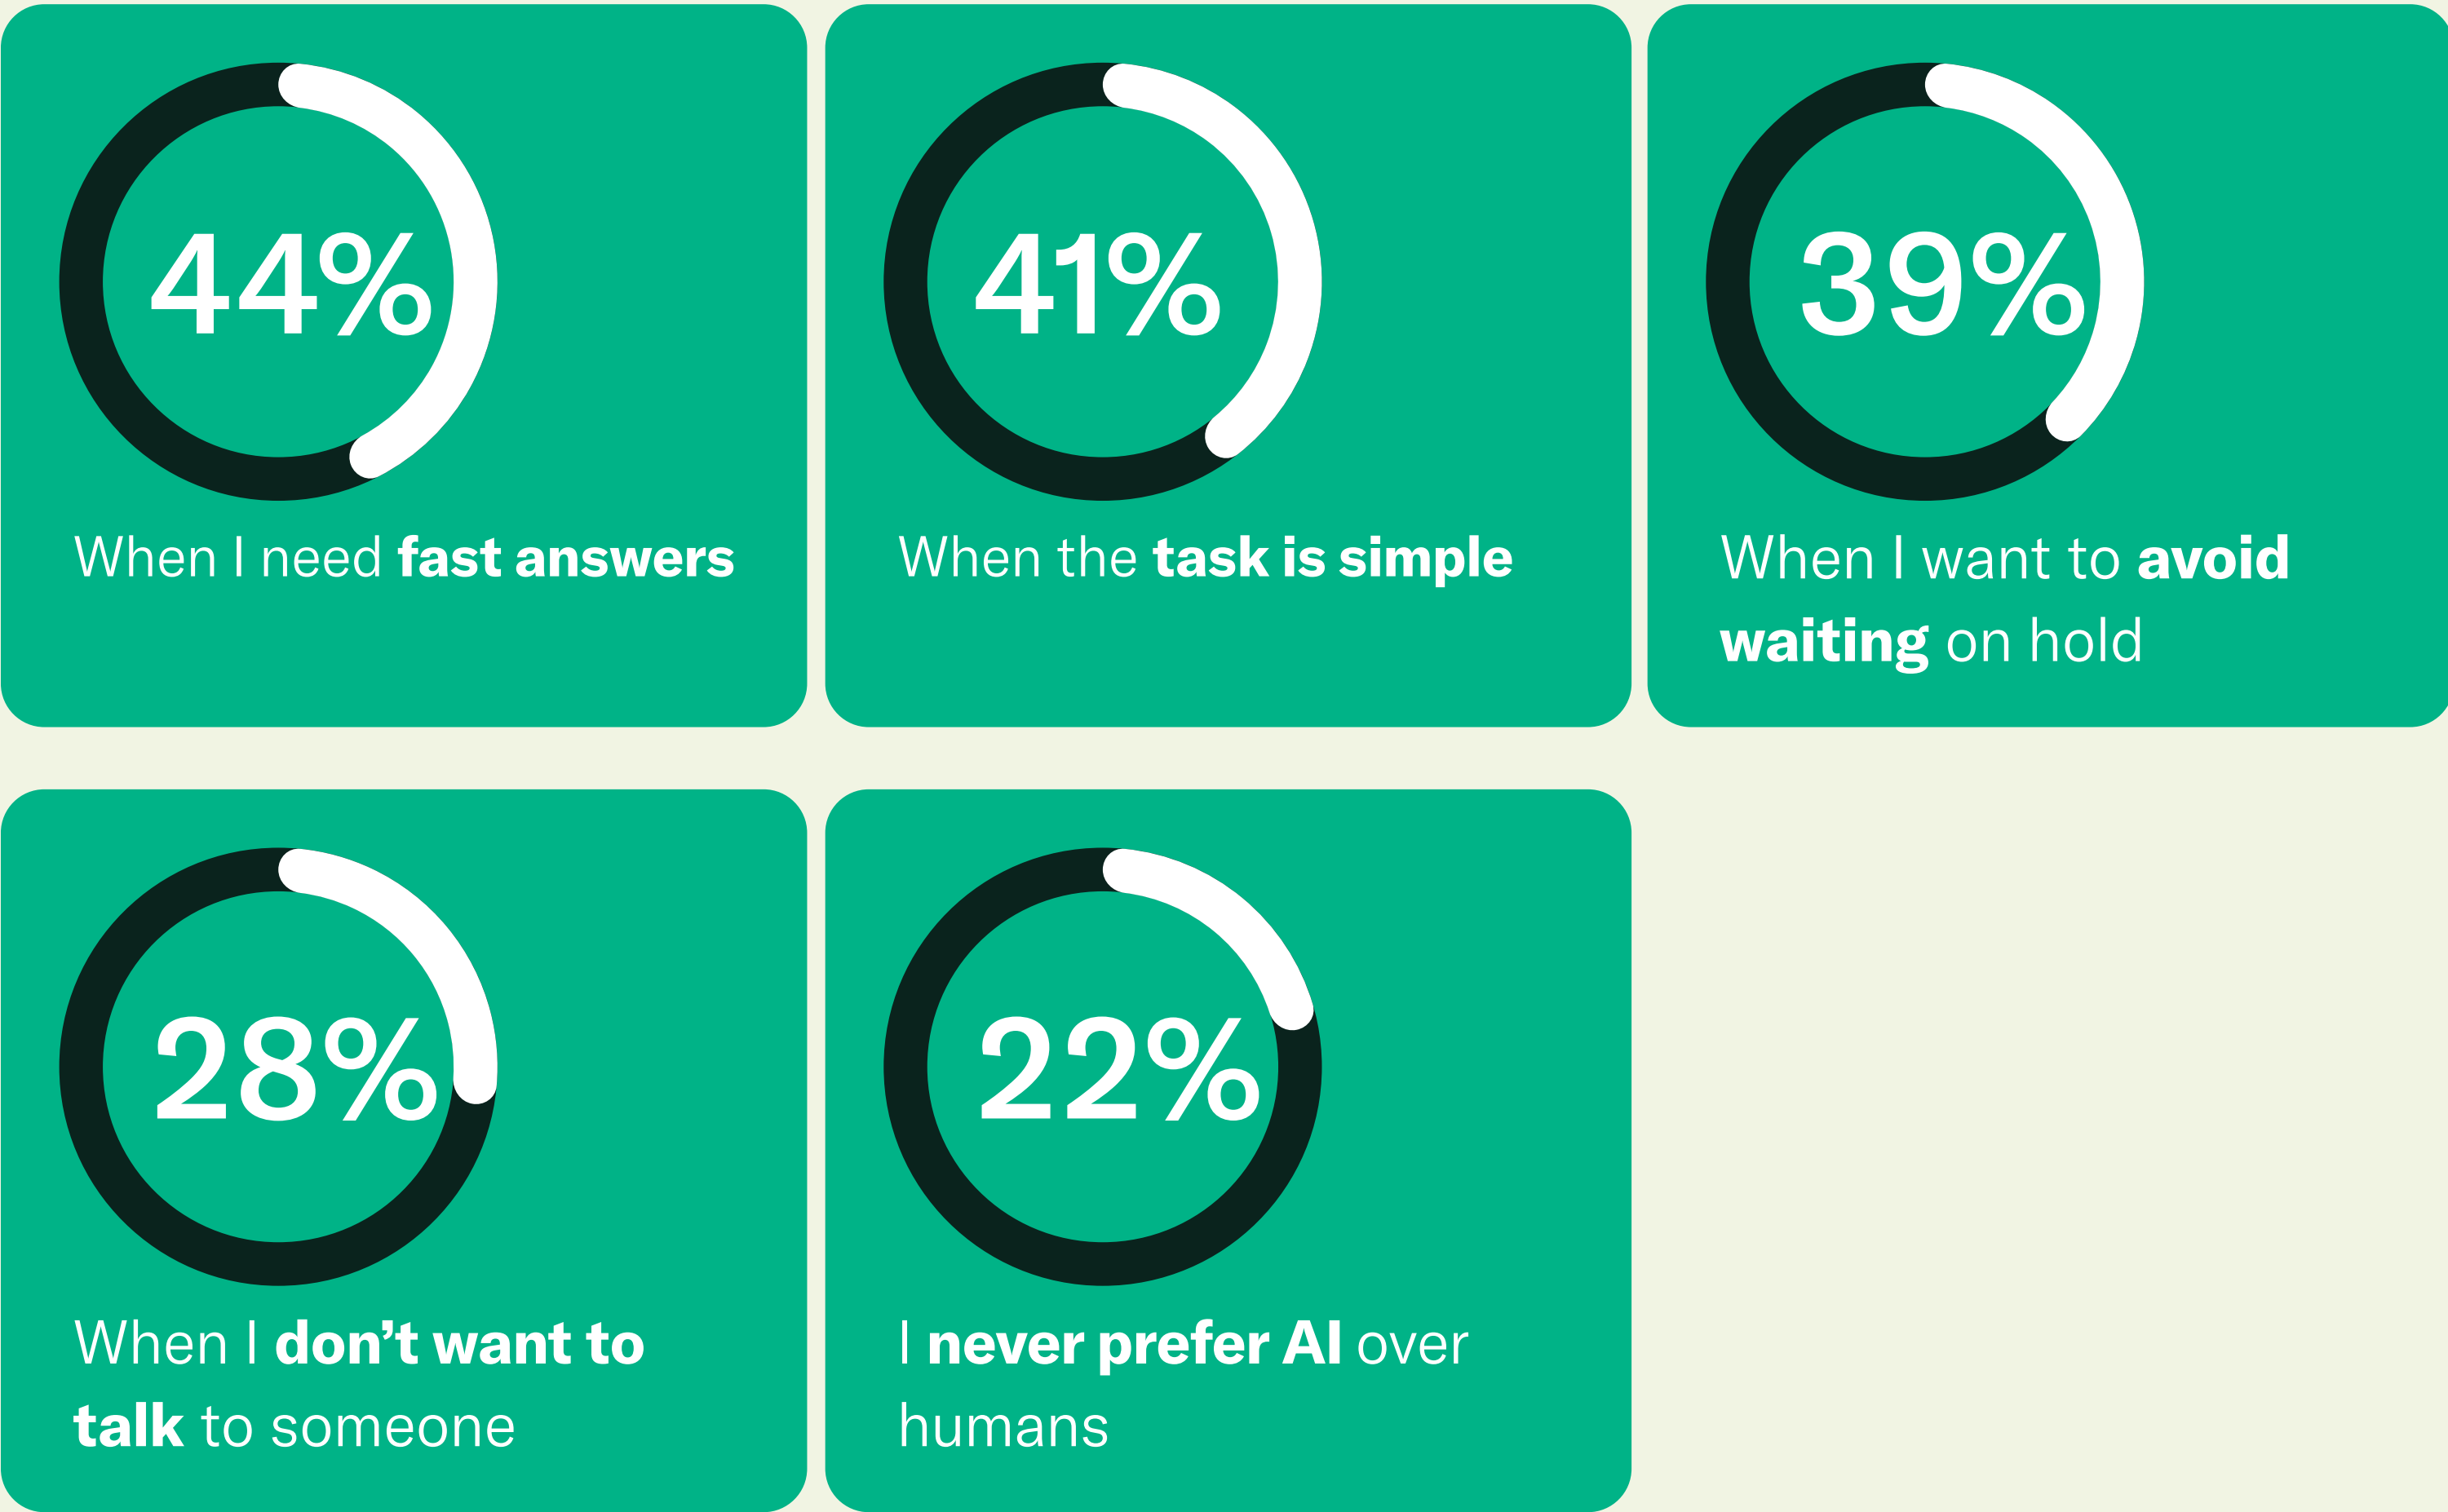 44%
When I need fast answers
41%
When the task is simple
39%
When I want to avoid
waiting on hold
28%
When I don’t want to
talk to someone
22%
I never prefer AI over
humans